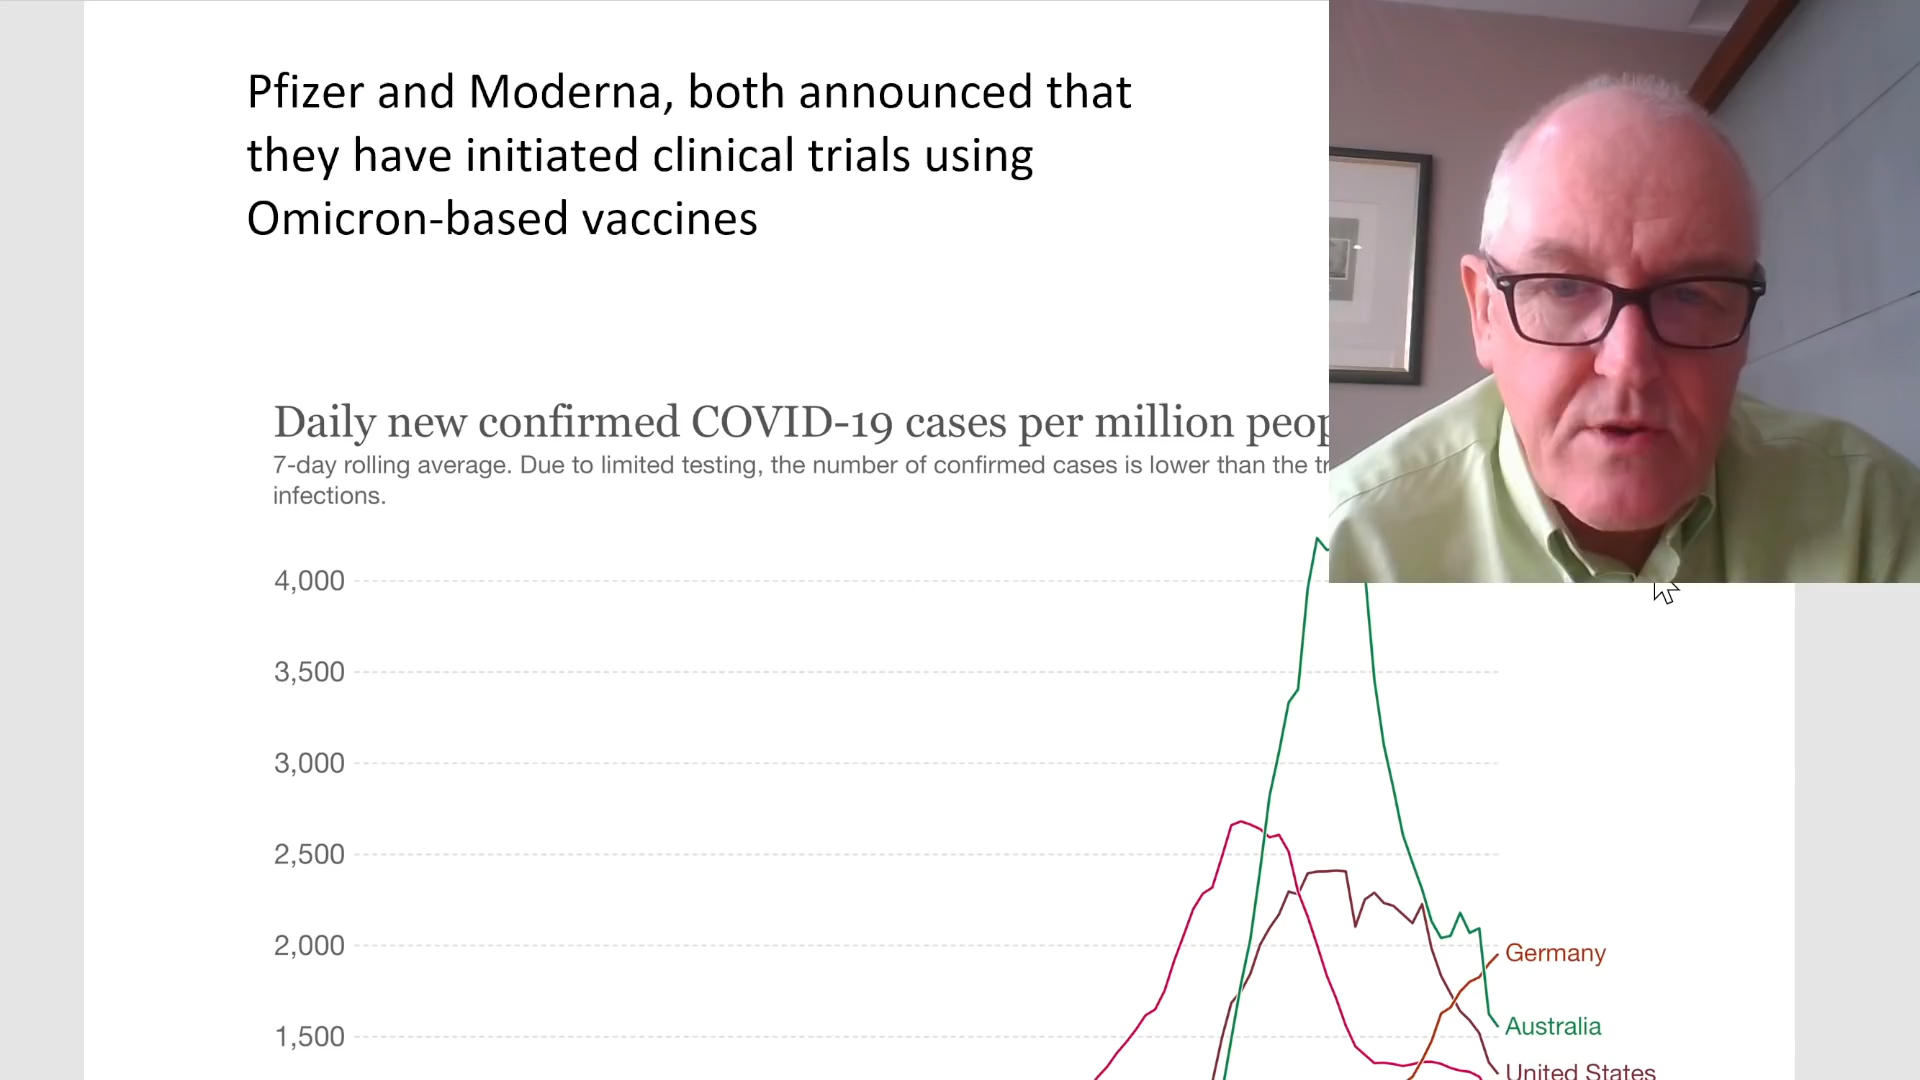 Pfizer and Moderna, both announced that
they have initiated clinical trials using
Omicron-based vaccines
Daily new confirmed COVID-19 cases per million
7-day rolling average. Due to limited testing, the number of confirmed cases is lower than the
infections.
4,000
3,500
3,000
2,500
2,000
1,500
Germany
Australia
United States